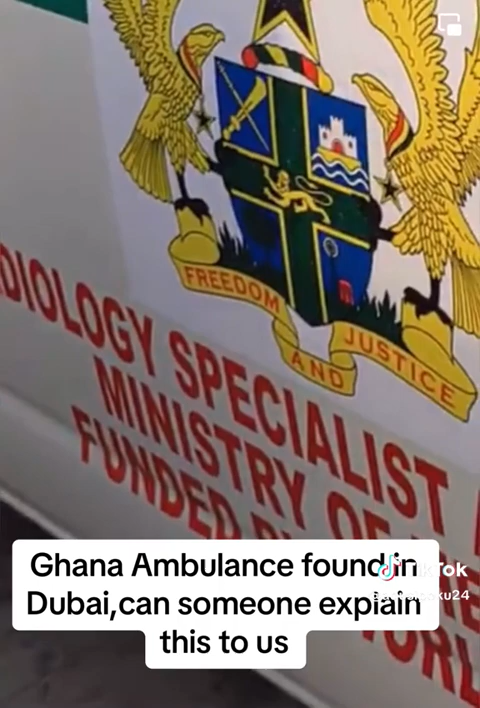 FREEDOM
AND
JUSTICE
DIOLOGY SPECIALIST
MINISTRY OF
FUNDED
Ghana Ambulance found in
Dubai,can someone explain
this to us
TikTok